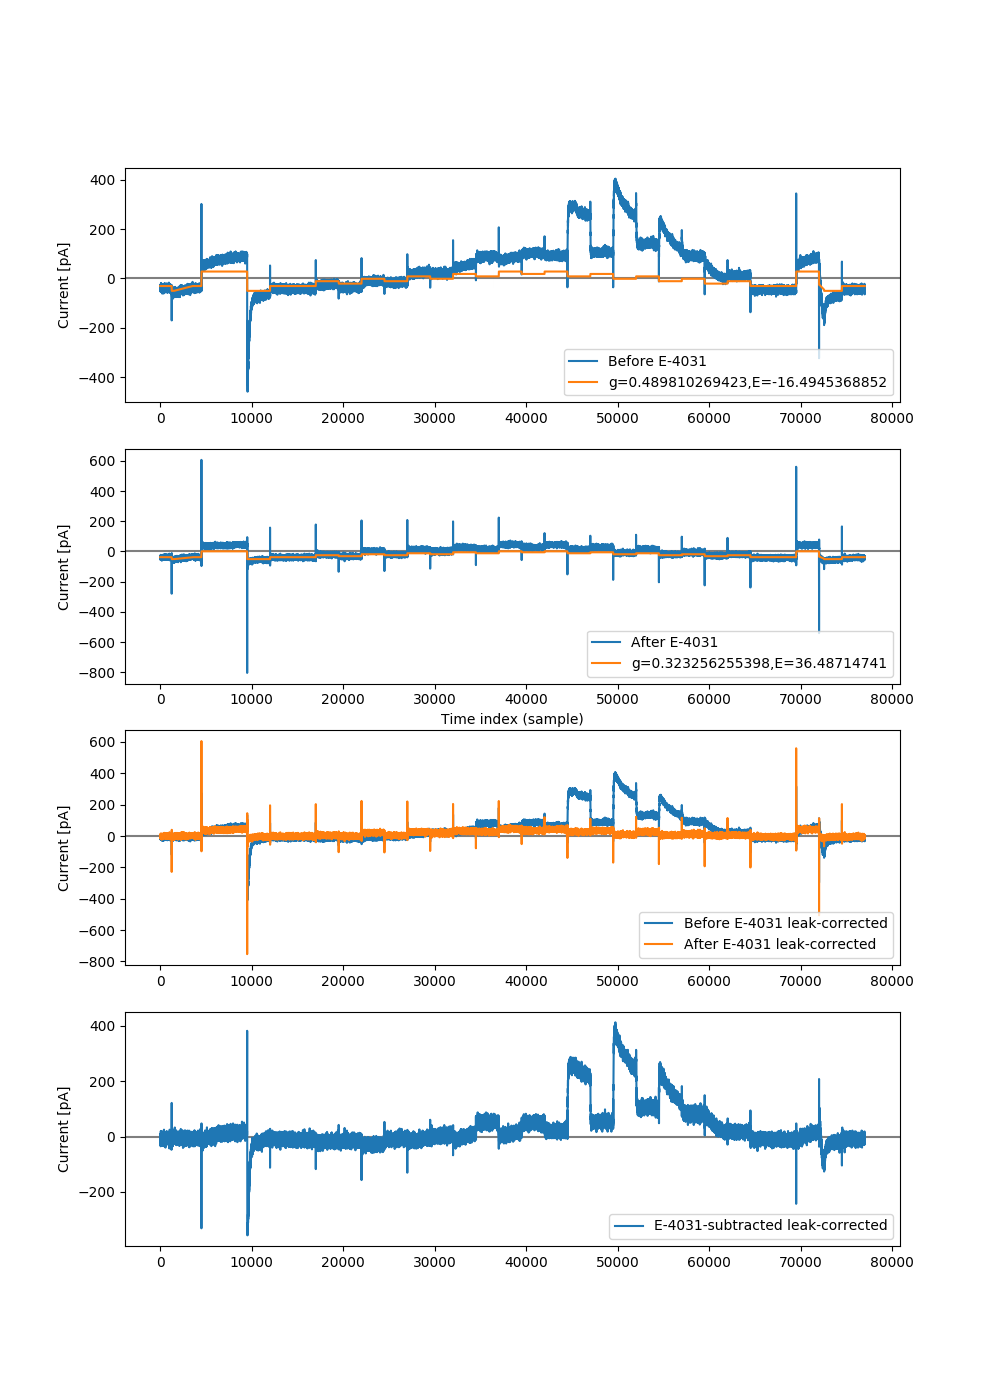 400
200
0
−200
−400
Current [pA]
Before E-4031
g=0.489810269423,E=-16.4945368852
0 10000 20000 30000 40000 50000 60000 70000 80000
600
400
200
0
−200
−400
−600
−800
Current [pA]
After E-4031
g=0.323256255398,E=36.48714741
0 10000 20000 30000 40000 50000 60000 70000 80000
Time index (sample)
600
400
200
0
−200
−400
−600
−800
Current [pA]
Before E-4031 leak-corrected
After E-4031 leak-corrected
0 10000 20000 30000 40000 50000 60000 70000 80000
400
200
0
−200
Current [pA]
E-4031-subtracted leak-corrected
0 10000 20000 30000 40000 50000 60000 70000 80000